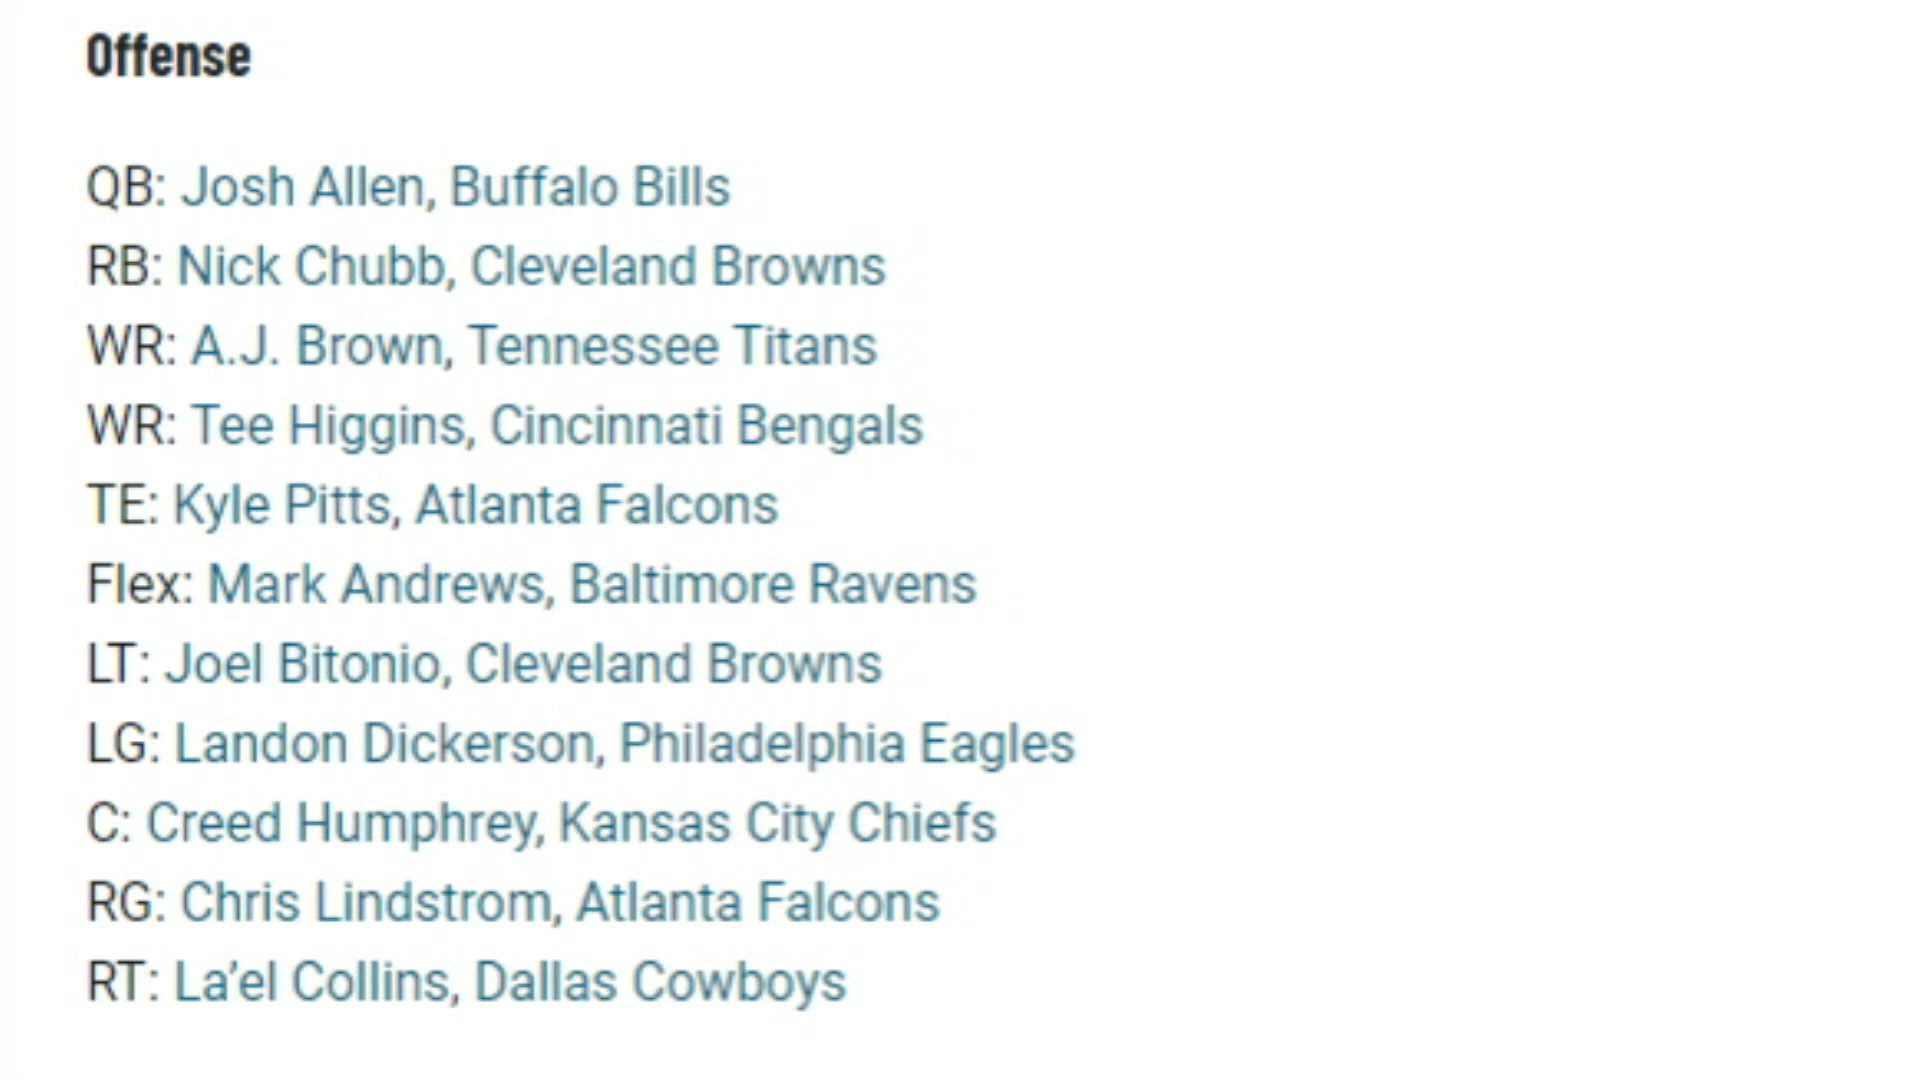 Offense
QB: Josh Allen, Buffalo Bills
RB: Nick Chubb, Cleveland Browns
WR: A.J. Brown, Tennessee Titans
WR: Tee Higgins, Cincinnati Bengals
TE: Kyle Pitts, Atlanta Falcons
Flex: Mark Andrews, Baltimore Ravens
LT: Joel Bitonio, Cleveland Browns
LG: Landon Dickerson, Philadelphia Eagles
C: Creed Humphrey, Kansas City Chiefs
RG: Chris Lindstrom, Atlanta Falcons
RT: La’el Collins, Dallas Cowboys